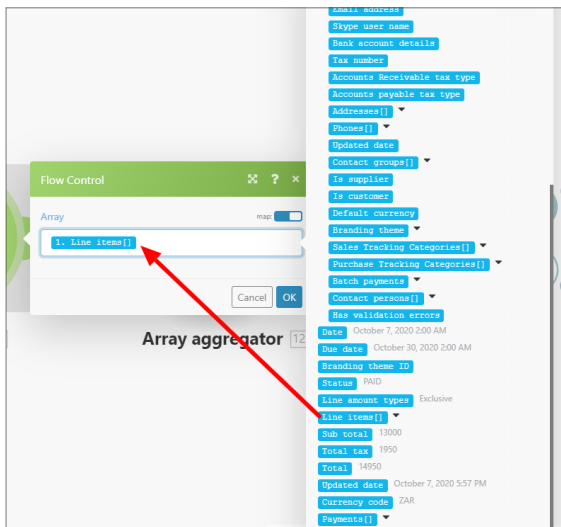 Email address
Skype user name
Bank account details
Tax number
Accounts Receivable tax type
Accounts payable tax type
Addresses[]
Phones[]
Updated date
Contact groups[]
Is supplier
Is customer
Default currency
Branding theme
Sales Tracking Categories[]
Purchase Tracking Categories[]
Batch payments
Contact persons[]
Has validation errors
Date October 7, 2020 2:00 AM
Due date October 30, 2020 2:00 AM
Branding theme ID
Status PAID
Line amount types Exclusive
Line items[]
Sub total 13000
Total tax 1950
Total 14950
Updated date October 7, 2020 5:57 PM
Currency code ZAR
Payments[]
Flow Control ? ×
Array map:
1. Line items[]
Cancel OK
Array aggregator 12